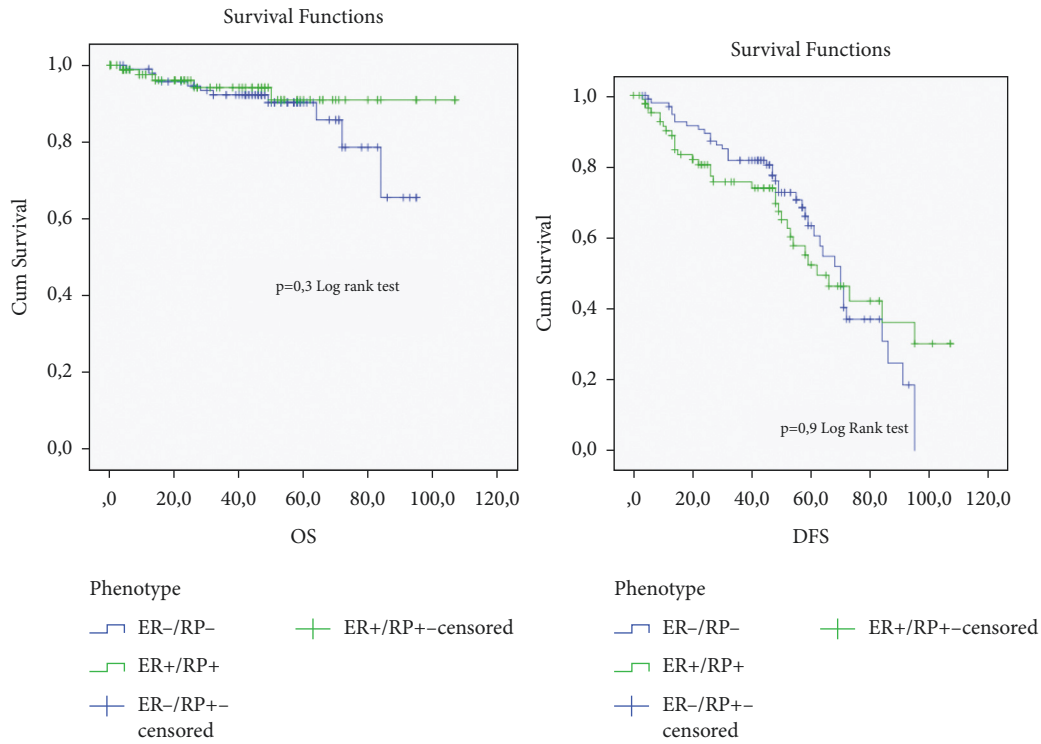 Survival Functions
Cum Survival
1,0
0,8
0,6
0,4
0,2
0,0
p=0,3 Log rank test
,0 20,0 40,0 60,0 80,0 100,0 120,0
OS
Phenotype
ER–/RP–
ER+/RP+
ER–/RP+–
censored
ER+/RP+–censored
Survival Functions
Cum Survival
1,0
0,8
0,6
0,4
0,2
0,0
p=0,9 Log Rank test
,0 20,0 40,0 60,0 80,0 100,0 120,0
DFS
Phenotype
ER–/RP–
ER+/RP+
ER–/RP+–
censored
ER+/RP+–censored